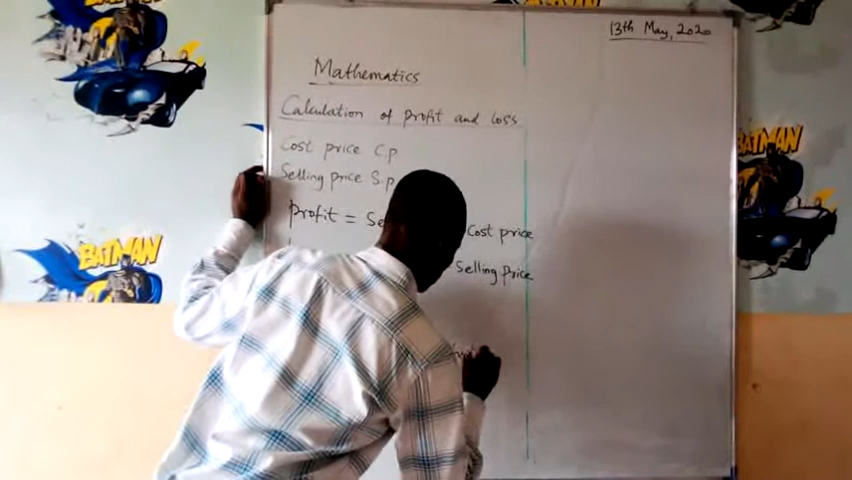 13th May, 2020
Mathematics
Calculation of profit and loss
Cost price C.p
Selling price S.p
profit = Se Cost price
Selling price
BATMAN
BATMAN